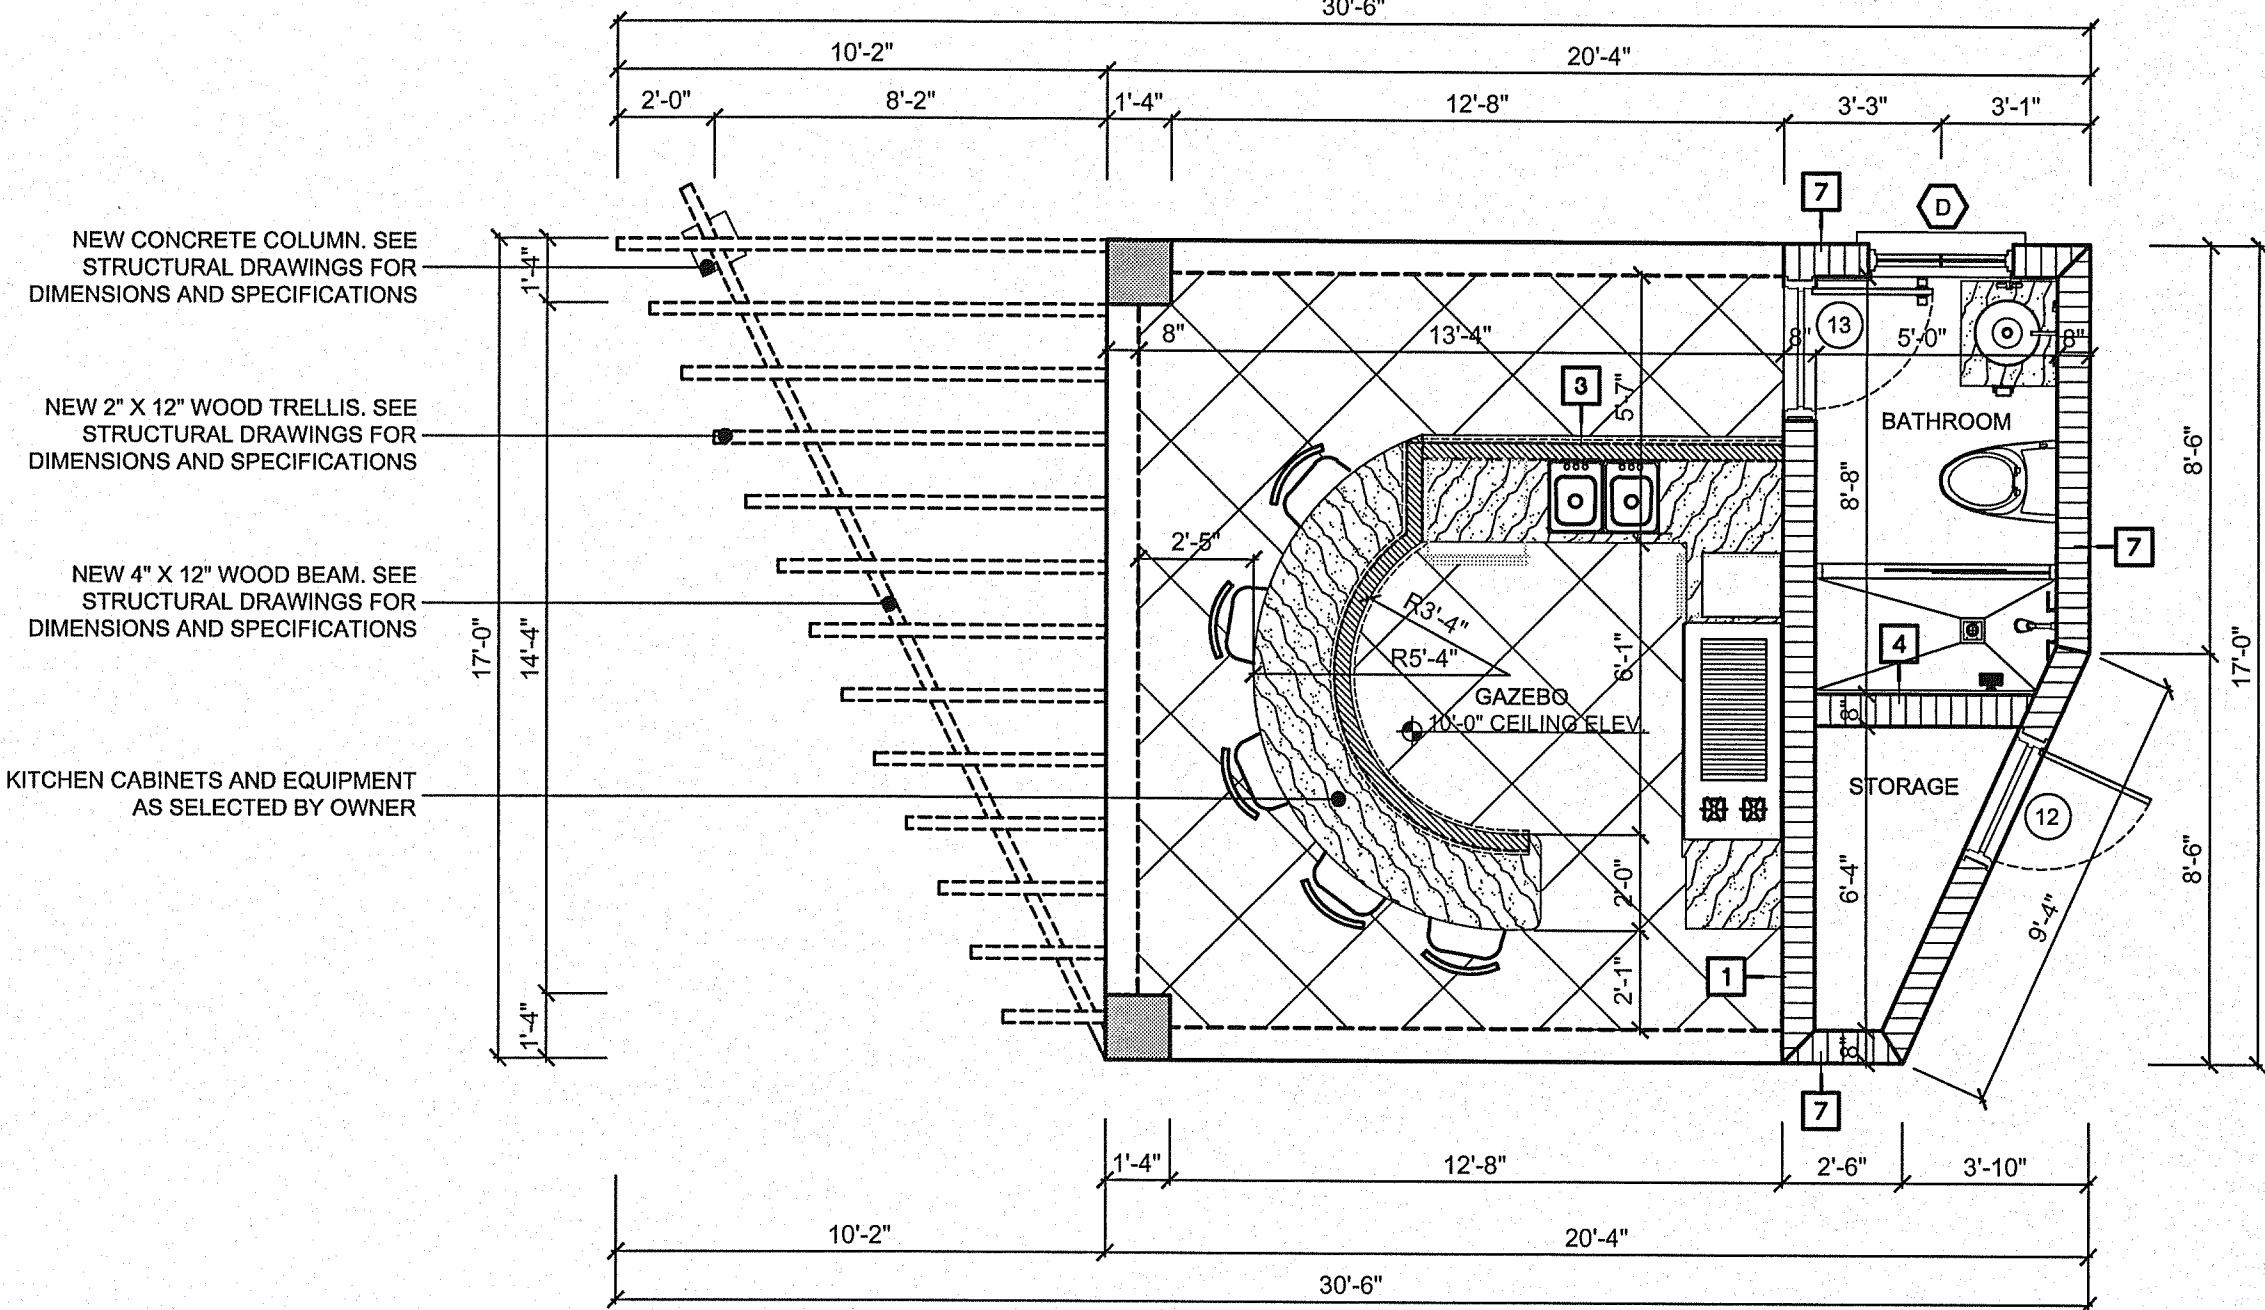 30'-6"
10'-2" 20'-4"
2'-0" 8'-2" 1'-4" 12'-8" 3'-3" 3'-1"
7 D
NEW CONCRETE COLUMN. SEE
STRUCTURAL DRAWINGS FOR
DIMENSIONS AND SPECIFICATIONS
1'-4"
8" 13'-4" 8" 13 5'-0" 8"
NEW 2" X 12" WOOD TRELLIS. SEE
STRUCTURAL DRAWINGS FOR
DIMENSIONS AND SPECIFICATIONS
3 5'-7"
BATHROOM
8'-6"
8'-8"
2'-5"
7
NEW 4" X 12" WOOD BEAM. SEE
STRUCTURAL DRAWINGS FOR
DIMENSIONS AND SPECIFICATIONS
17'-0" 14'-4"
R3'-4"
R5'-4"
6'-1"
4
17'-0"
GAZEBO
10'-0" CEILING ELEV.
8"
KITCHEN CABINETS AND EQUIPMENT
AS SELECTED BY OWNER
STORAGE
12
2'-0" 6'-4" 8'-6"
9'-4"
2'-1" 1
1'-4"
8"
7
1'-4" 12'-8" 2'-6" 3'-10"
10'-2" 20'-4"
30'-6"